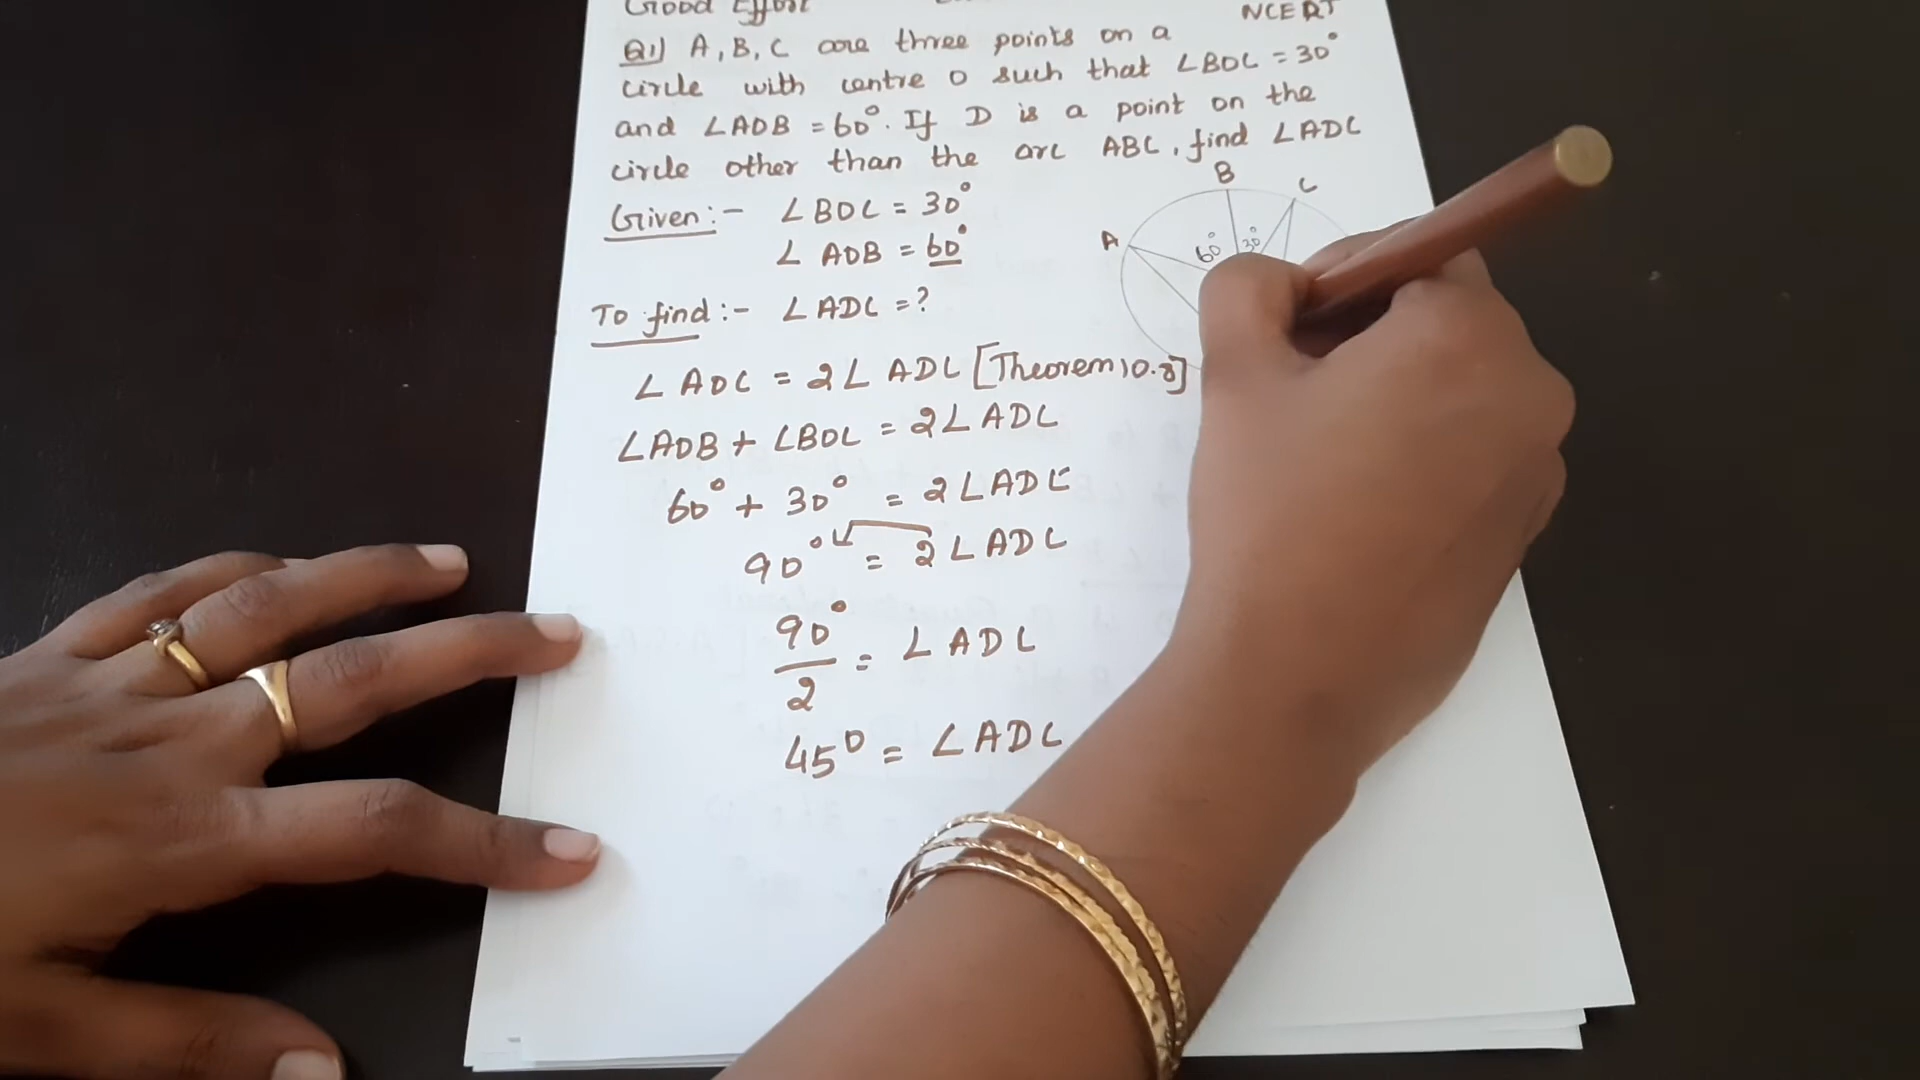 Good Effort
NCERT
Q1) A, B, C are three points on a
circle with centre O such that ∠BOC = 30°
and ∠AOB = 60°. If D is a point on the
circle other than the arc ABC, find ∠ADC
Given:- ∠BOC = 30°
∠AOB = 60°
To find:- ∠ADC = ?
B
C
A
60°
30°
∠AOC = 2∠ADC [Theorem 10.8]
∠AOB + ∠BOC = 2∠ADC
60° + 30° = 2∠ADC
90° = 2∠ADC
90°/2 = ∠ADC
45° = ∠ADC